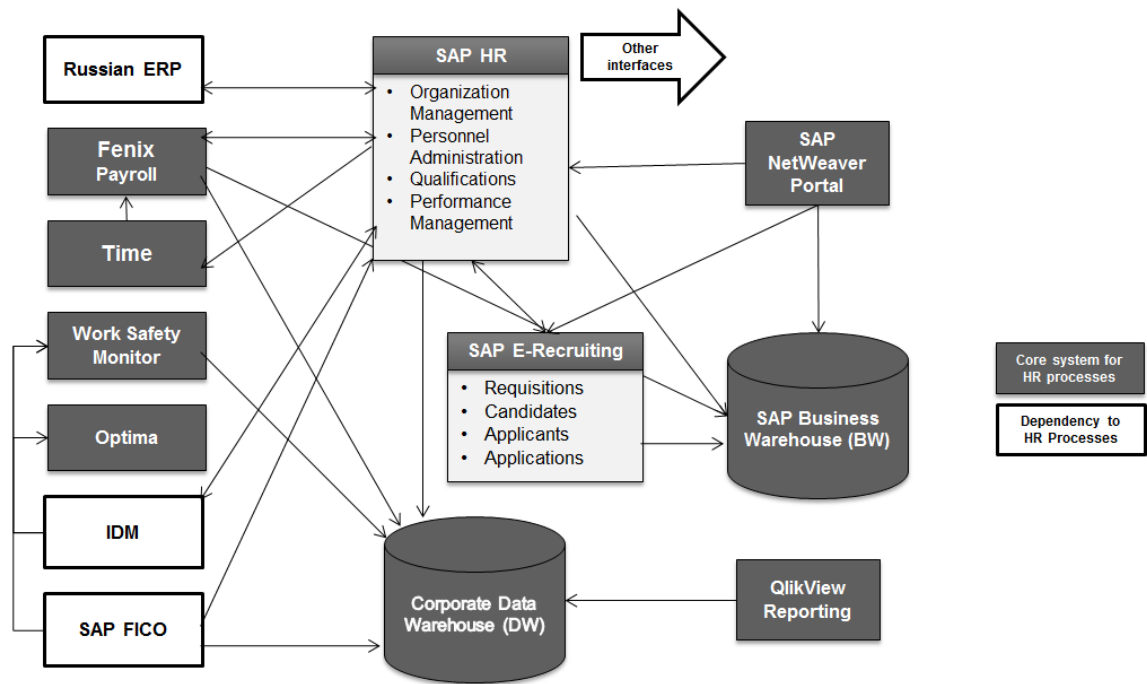 Russian ERP
Fenix
Payroll
Time
Work Safety
Monitor
Optima
IDM
SAP FICO
SAP HR
• Organization
Management
• Personnel
Administration
• Qualifications
• Performance
Management
Other
interfaces
SAP
NetWeaver
Portal
SAP E-Recruiting
• Requisitions
• Candidates
• Applicants
• Applications
SAP Business
Warehouse (BW)
Corporate Data
Warehouse (DW)
QlikView
Reporting
Core system for
HR processes
Dependency to
HR Processes